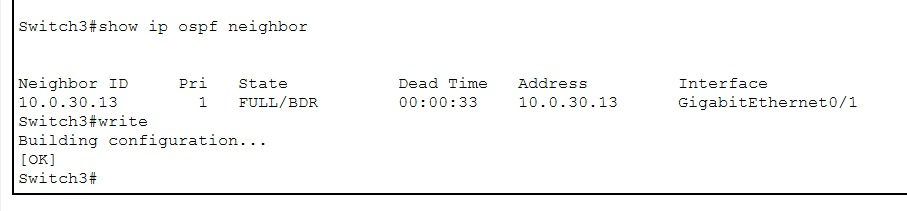 Switch3#show ip ospf neighbor
Neighbor ID     Pri   State           Dead Time   Address         Interface
10.0.30.13        1   FULL/BDR        00:00:33    10.0.30.13      GigabitEthernet0/1
Switch3#write
Building configuration...
[OK]
Switch3#